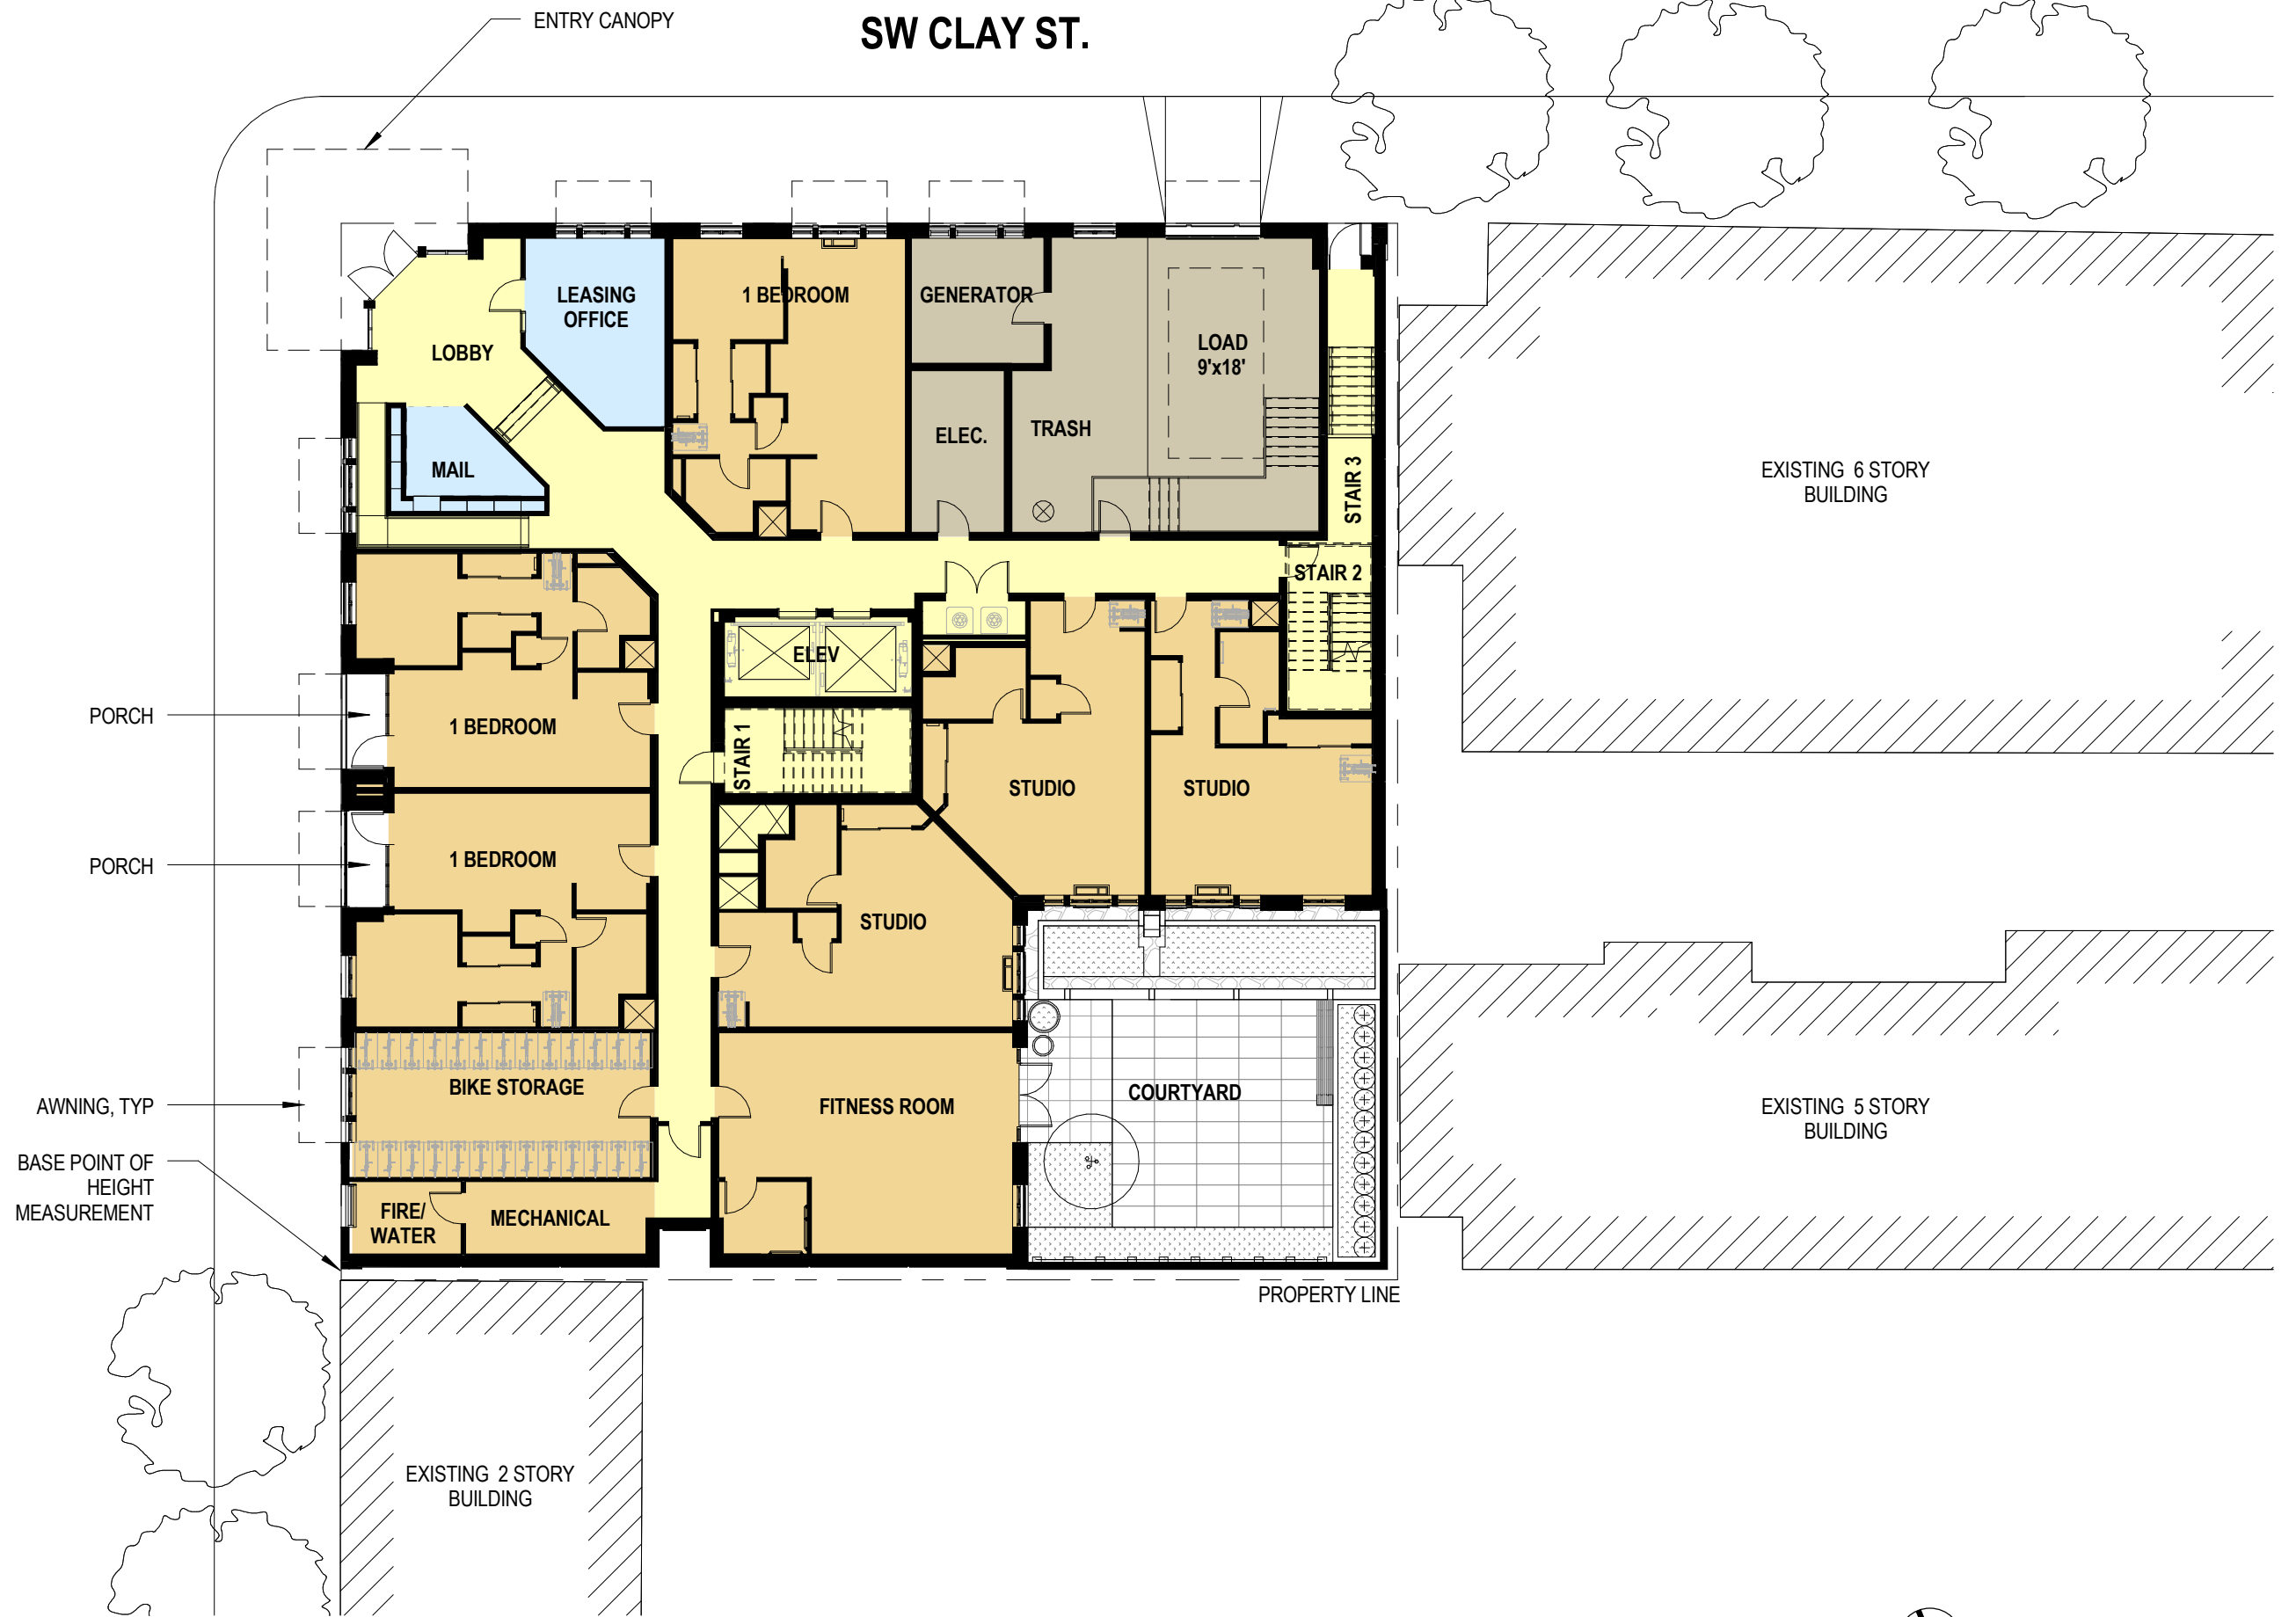 ENTRY CANOPY
SW CLAY ST.
LEASING
OFFICE
1 BEDROOM
GENERATOR
LOBBY
LOAD
9'x18'
MAIL
ELEC.
TRASH
STAIR 3
EXISTING 6 STORY
BUILDING
STAIR 2
ELEV
PORCH
1 BEDROOM
STAIR 1
STUDIO
STUDIO
PORCH
1 BEDROOM
STUDIO
AWNING, TYP
BIKE STORAGE
FITNESS ROOM
COURTYARD
EXISTING 5 STORY
BUILDING
BASE POINT OF
HEIGHT
MEASUREMENT
FIRE/
WATER
MECHANICAL
PROPERTY LINE
EXISTING 2 STORY
BUILDING